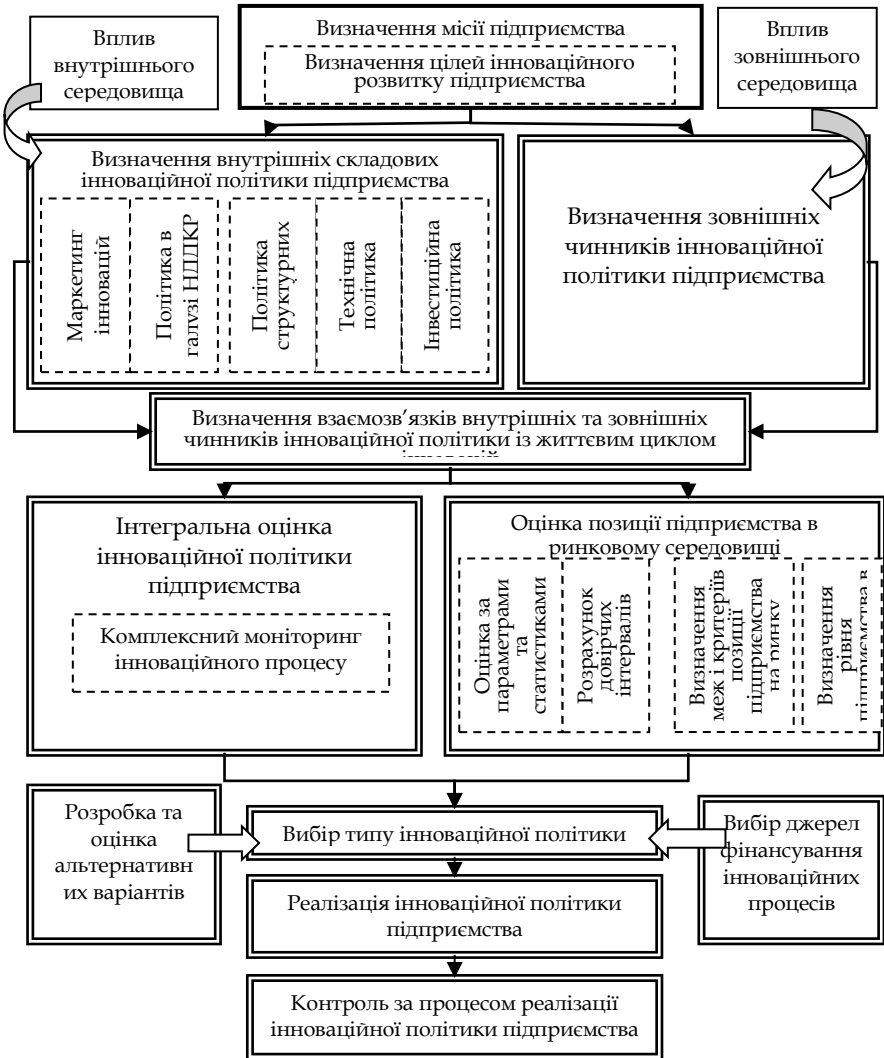 Вплив
внутрішнього
середовища
Визначення місії підприємства
Визначення цілей інноваційного
розвитку підприємства
Вплив
зовнішнього
середовища
Визначення внутрішніх складових
інноваційної політики підприємства
Маркетинг
інновацій
Політика в
галузі НДДКР
Політика
структурних
Технічна
політика
Інвестиційна
політика
Визначення зовнішніх
чинників інноваційної
політики підприємства
Визначення взаємозв’язків внутрішніх та зовнішніх
чинників інноваційної політики із життєвим циклом
Інтегральна оцінка
інноваційної політики
підприємства
Комплексний моніторинг
інноваційного процесу
Оцінка позиції підприємства в
ринковому середовищі
Оцінка за
параметрами
та
статистиками
Розрахунок
довірчих
інтервалів
Визначення
меж і критеріїв
позиції
підприємства
на ринку
Визначення
рівня
підприємства в
Розробка та
оцінка
альтернативн
их варіантів
Вибір типу інноваційної політики
Вибір джерел
фінансування
інноваційних
процесів
Реалізація інноваційної політики
підприємства
Контроль за процесом реалізації
інноваційної політики підприємства